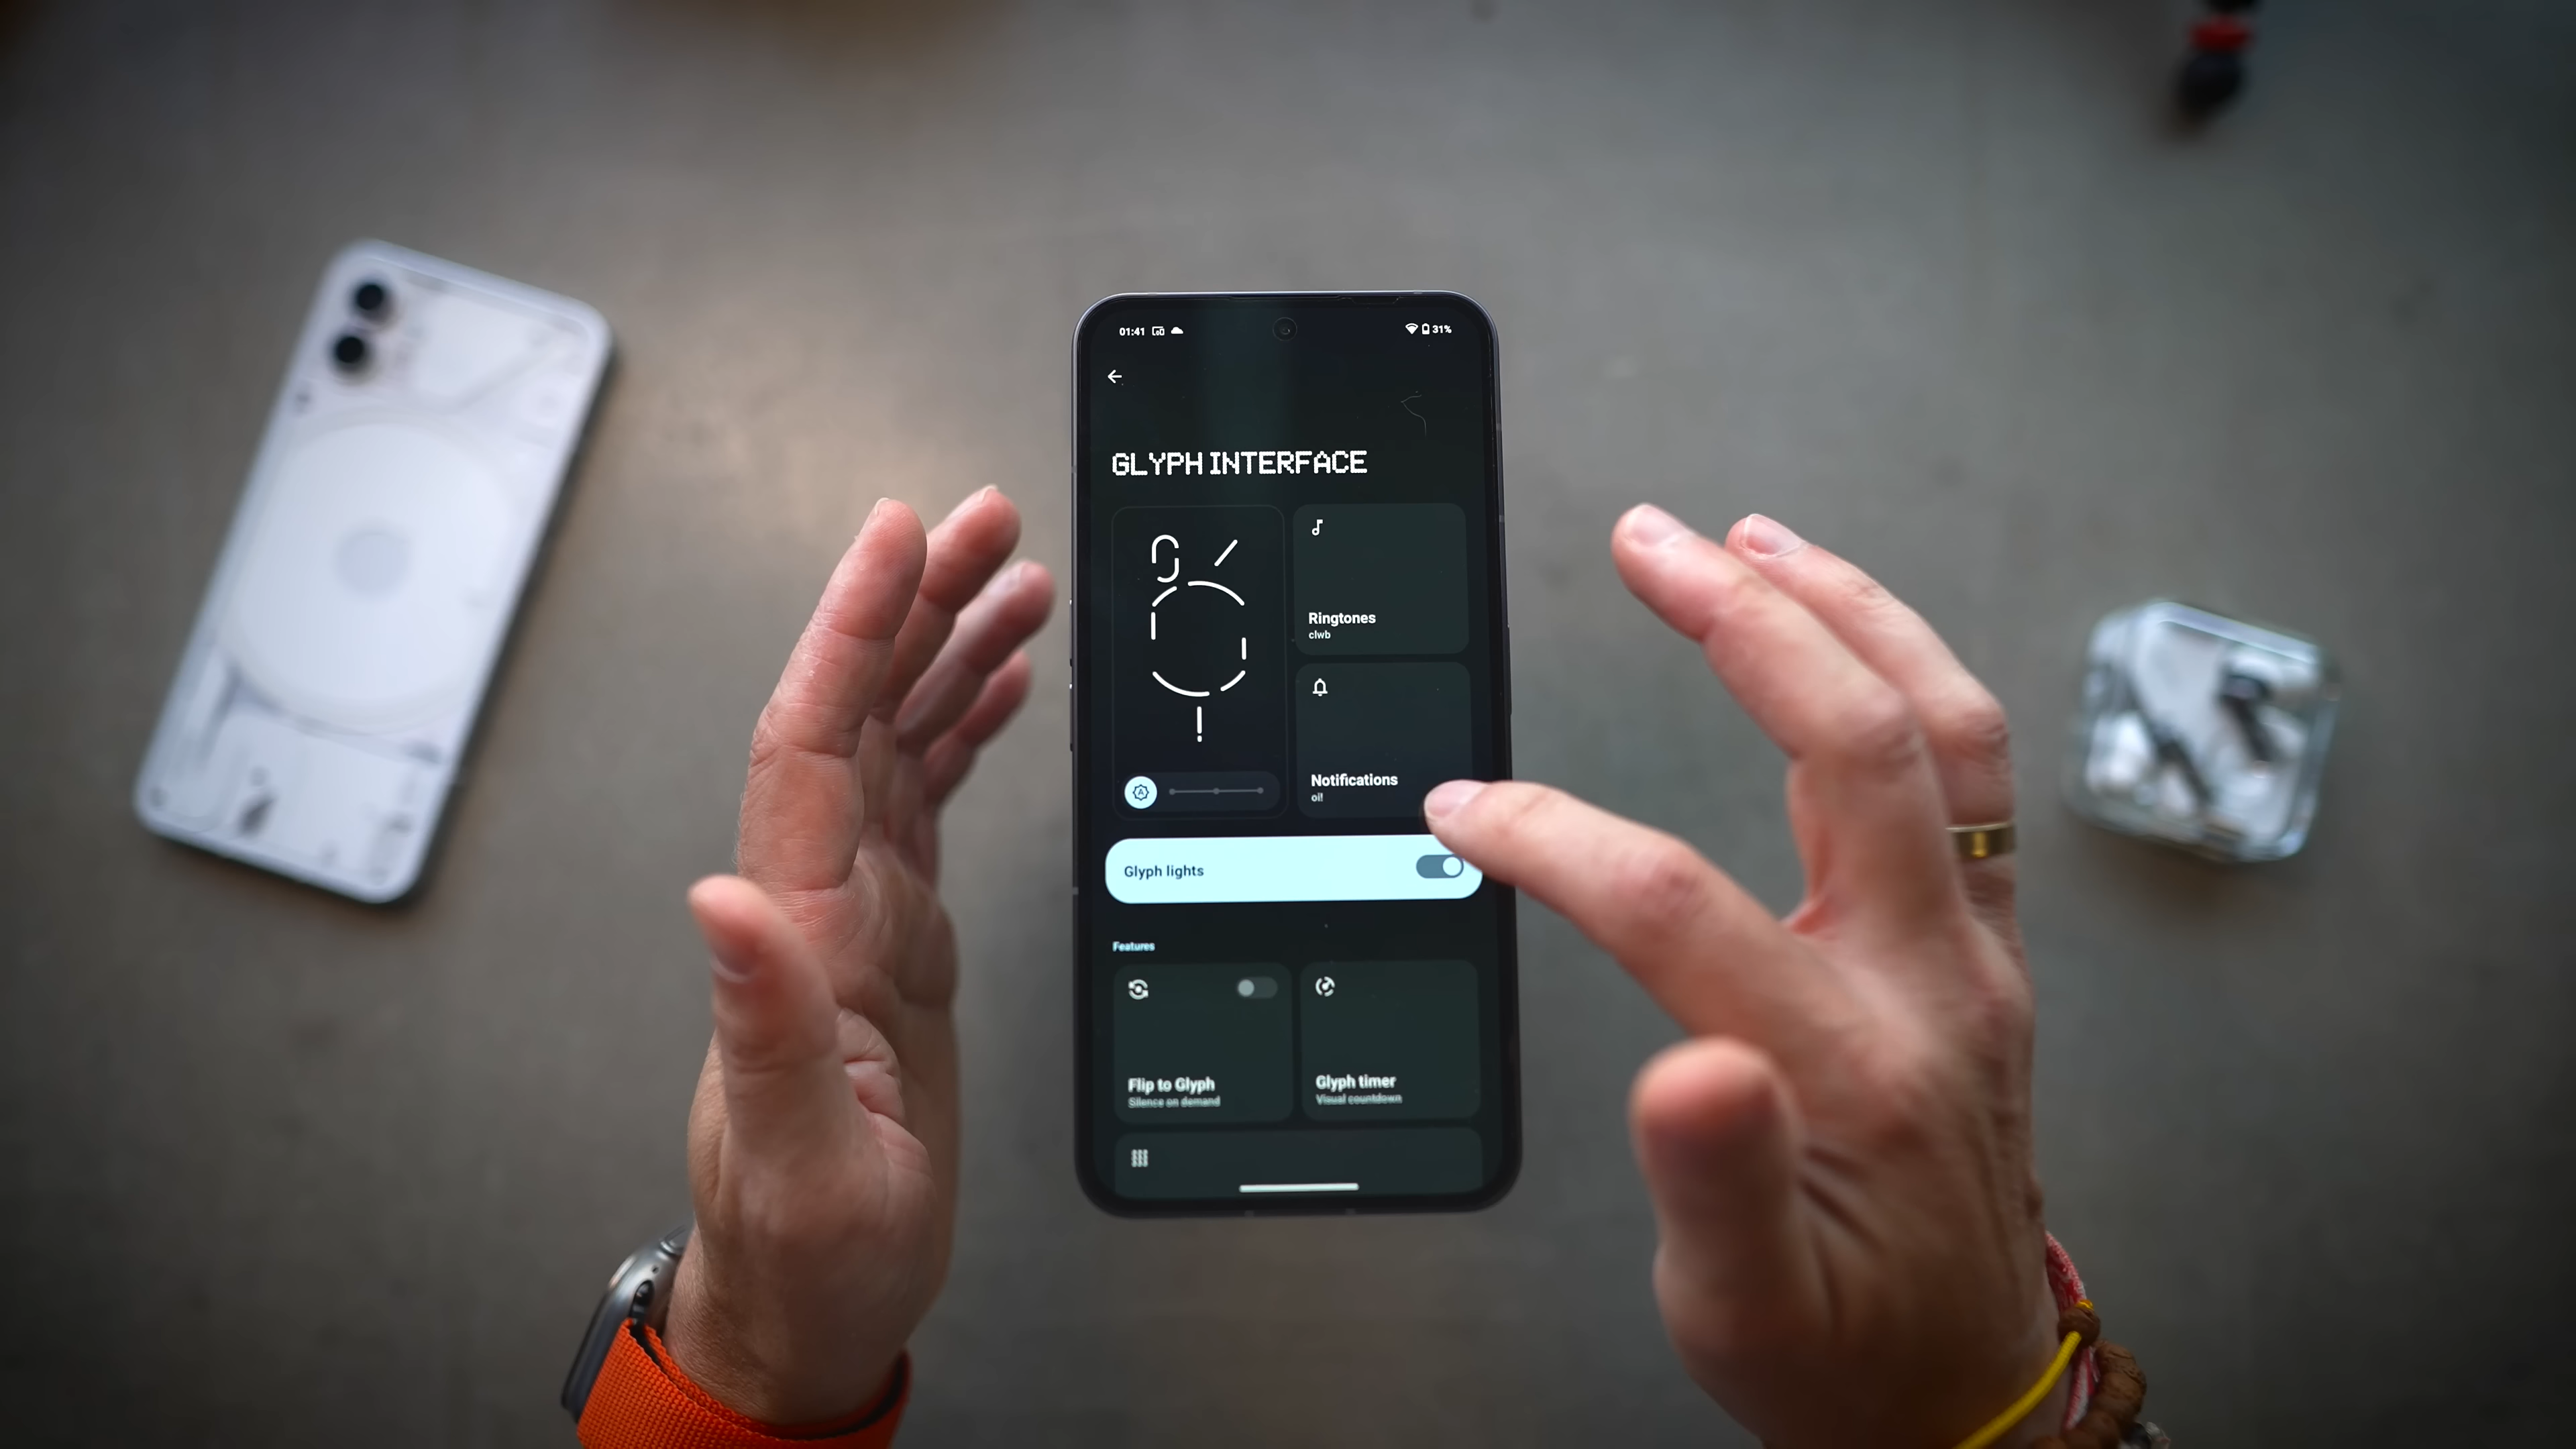 01:41
31%
GLYPH INTERFACE
Ringtones
clwb
Notifications
oi!
Glyph lights
Features
Flip to Glyph
Silence on demand
Glyph timer
Visual countdown